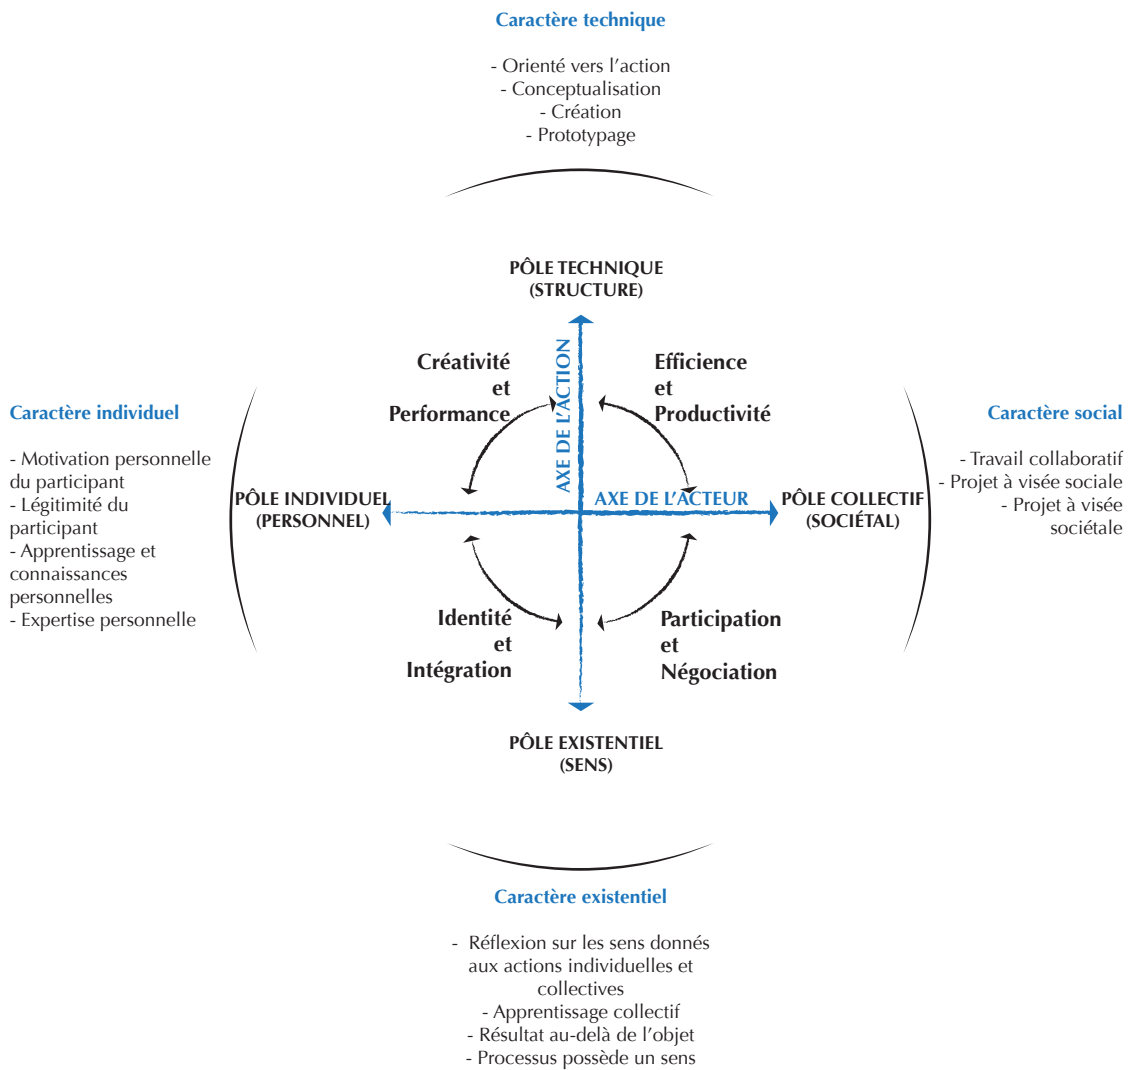 Caractère technique
- Orienté vers l'action
- Conceptualisation
- Création
- Prototypage
PÔLE TECHNIQUE
(STRUCTURE)
Créativité
et
Performance
AXE DE L'ACTION
Efficience
et
Productivité
Caractère individuel
- Motivation personnelle
du participant
- Légitimité du
participant
- Apprentissage et
connaissances
personnelles
- Expertise personnelle
PÔLE INDIVIDUEL
(PERSONNEL)
AXE DE L'ACTEUR
PÔLE COLLECTIF
(SOCIÉTAL)
Caractère social
- Travail collaboratif
- Projet à visée sociale
- Projet à visée
sociétale
Identité
et
Intégration
Participation
et
Négociation
PÔLE EXISTENTIEL
(SENS)
Caractère existentiel
- Réflexion sur les sens donnés
aux actions individuelles et
collectives
- Apprentissage collectif
- Résultat au-delà de l'objet
- Processus possède un sens